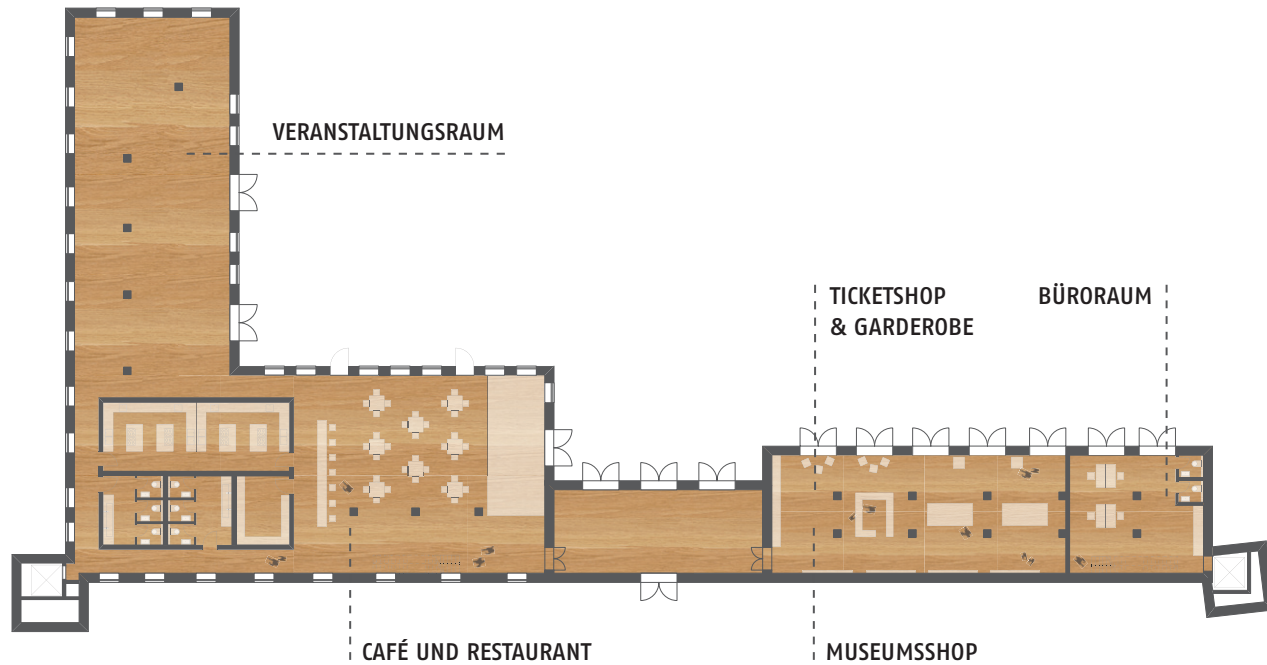 VERANSTALTUNGSRAUM
TICKETSHOP
& GARDEROBE
BÜRORAUM
CAFÉ UND RESTAURANT
MUSEUMSSHOP